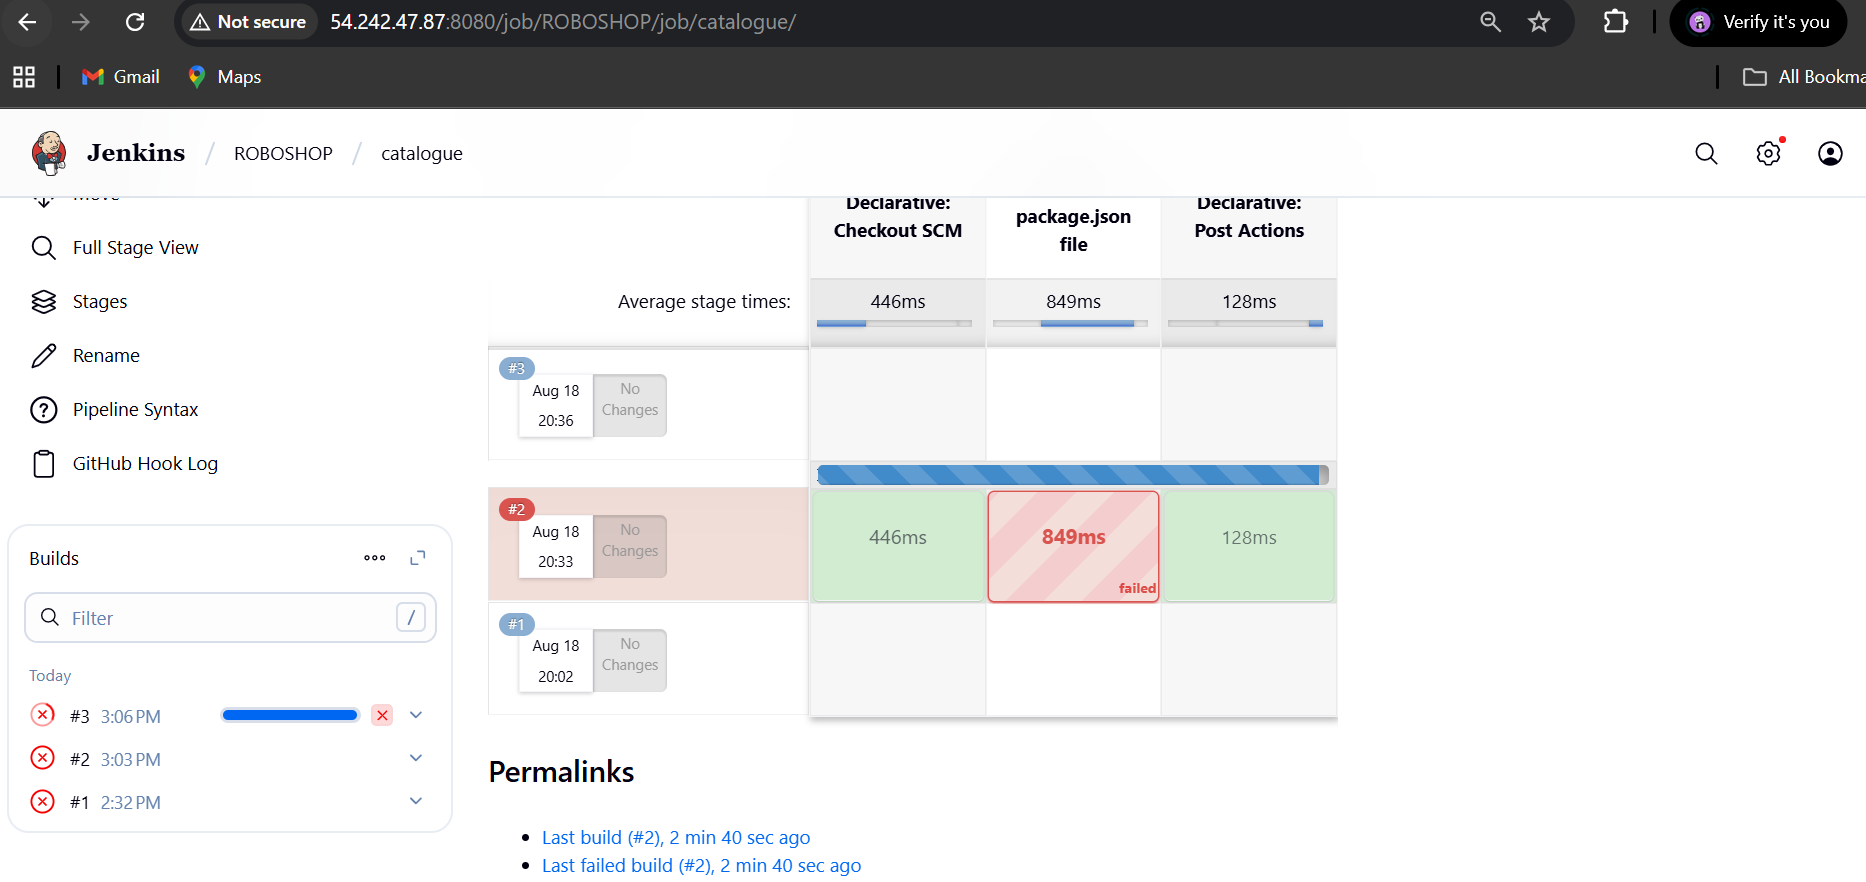 Not secure 54.242.47.87:8080/job/ROBOSHOP/job/catalogue/ Verify it's you
Gmail Maps All Bookma
Jenkins / ROBOSHOP / catalogue
Move
Full Stage View
Stages
Rename
Pipeline Syntax
GitHub Hook Log
Builds
Filter /
Today
#3 3:06 PM
#2 3:03 PM
#1 2:32 PM
Declarative:
Checkout SCM
package.json
file
Declarative:
Post Actions
Average stage times:
446ms 849ms 128ms
#3
Aug 18
20:36
No
Changes
#2
Aug 18
20:33
No
Changes
446ms 849ms 128ms
failed
#1
Aug 18
20:02
No
Changes
Permalinks
Last build (#2), 2 min 40 sec ago
Last failed build (#2), 2 min 40 sec ago